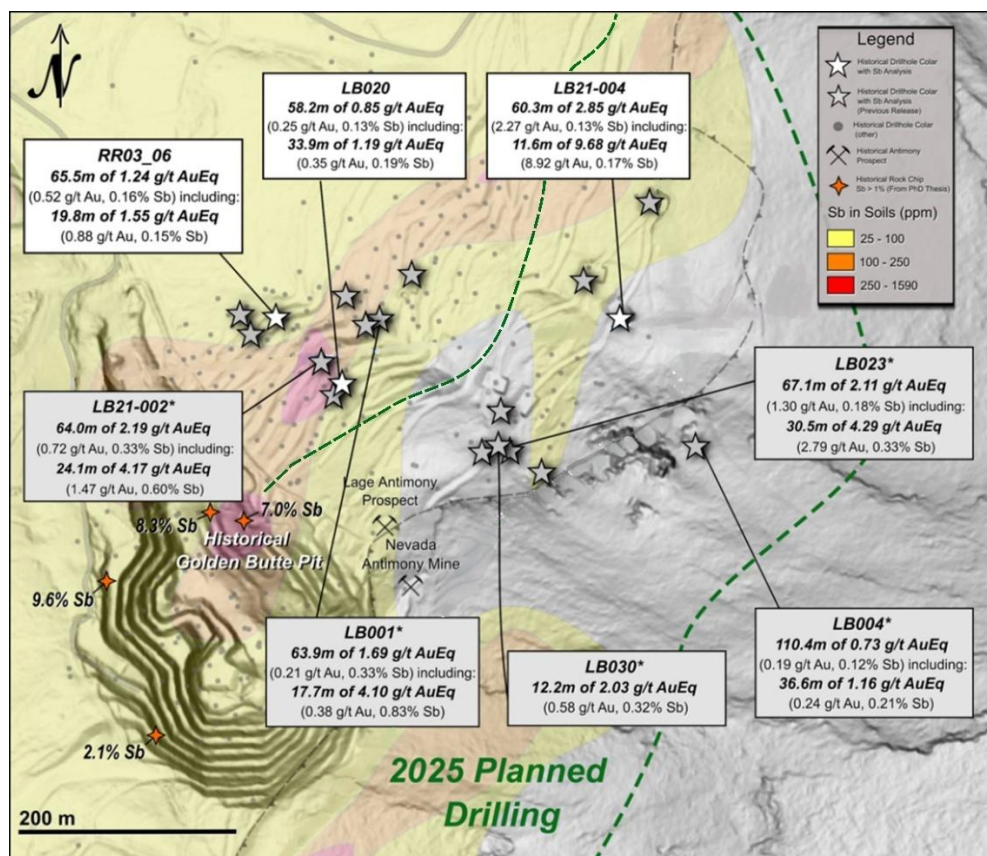 N
Legend
Historical Drillhole Colar
with Sb Analysis
Historical Drillhole Colar
with Sb Analysis
(Previous Release)
Historical Drillhole Colar
(other)
Historical Antimony
Prospect
Historical Rock Chip
Sb > 1% (From PhD Thesis)
Sb in Soils (ppm)
25 - 100
100 - 250
250 - 1590
LB020
58.2m of 0.85 g/t AuEq
(0.25 g/t Au, 0.13% Sb) including:
33.9m of 1.19 g/t AuEq
(0.35 g/t Au, 0.19% Sb)
LB21-004
60.3m of 2.85 g/t AuEq
(2.27 g/t Au, 0.13% Sb) including:
11.6m of 9.68 g/t AuEq
(8.92 g/t Au, 0.17% Sb)
RR03_06
65.5m of 1.24 g/t AuEq
(0.52 g/t Au, 0.16% Sb) including:
19.8m of 1.55 g/t AuEq
(0.88 g/t Au, 0.15% Sb)
LB023*
67.1m of 2.11 g/t AuEq
(1.30 g/t Au, 0.18% Sb) including:
30.5m of 4.29 g/t AuEq
(2.79 g/t Au, 0.33% Sb)
LB21-002*
64.0m of 2.19 g/t AuEq
(0.72 g/t Au, 0.33% Sb) including:
24.1m of 4.17 g/t AuEq
(1.47 g/t Au, 0.60% Sb)
Lage Antimony
Prospect
8.3% Sb
7.0% Sb
Historical
Golden Butte Pit
Nevada
Antimony Mine
9.6% Sb
LB001*
63.9m of 1.69 g/t AuEq
(0.21 g/t Au, 0.33% Sb) including:
17.7m of 4.10 g/t AuEq
(0.38 g/t Au, 0.83% Sb)
LB030*
12.2m of 2.03 g/t AuEq
(0.58 g/t Au, 0.32% Sb)
LB004*
110.4m of 0.73 g/t AuEq
(0.19 g/t Au, 0.12% Sb) including:
36.6m of 1.16 g/t AuEq
(0.24 g/t Au, 0.21% Sb)
2.1% Sb
2025 Planned
Drilling
200 m